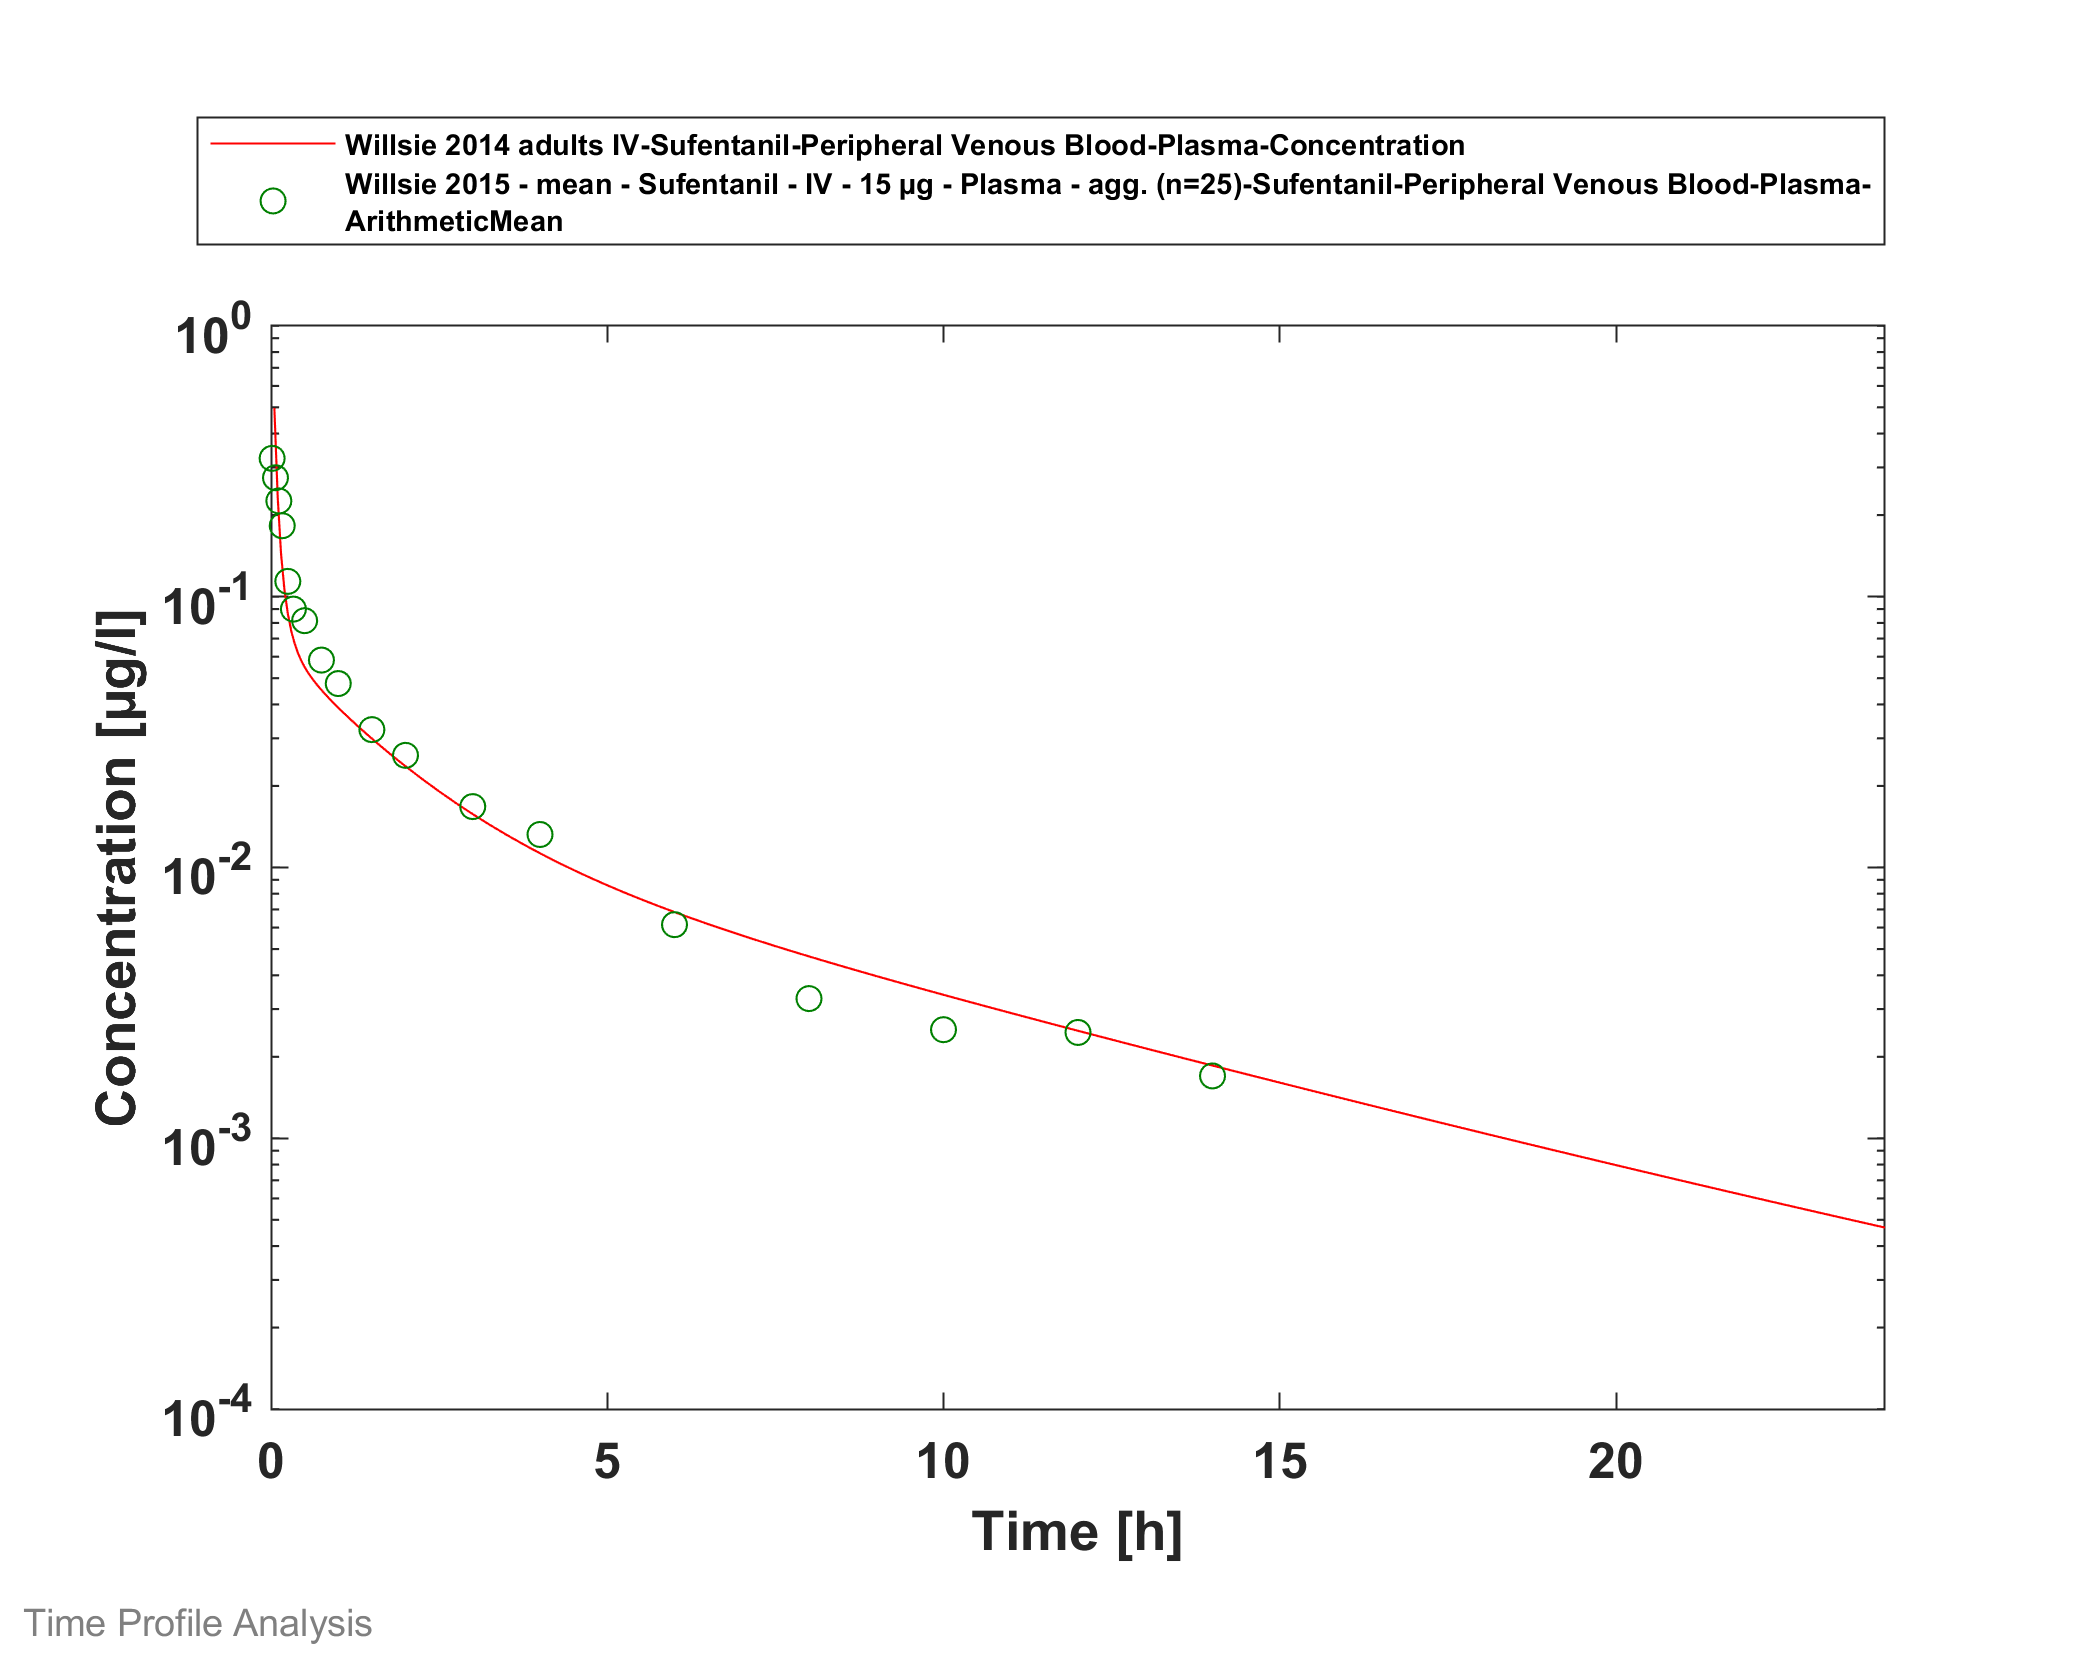 Willsie 2014 adults IV-Sufentanil-Peripheral Venous Blood-Plasma-Concentration
Willsie 2015 - mean - Sufentanil - IV - 15 µg - Plasma - agg. (n=25)-Sufentanil-Peripheral Venous Blood-Plasma-
ArithmeticMean
10^0
10^-1
10^-2
10^-3
10^-4
Concentration [µg/l]
0 5 10 15 20
Time [h]
Time Profile Analysis